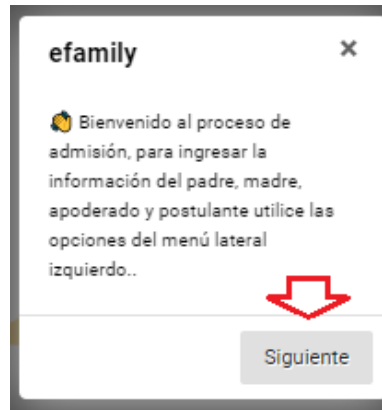 efamily
×
👏 Bienvenido al proceso de
admisión, para ingresar la
información del padre, madre,
apoderado y postulante utilice las
opciones del menú lateral
izquierdo..
Siguiente